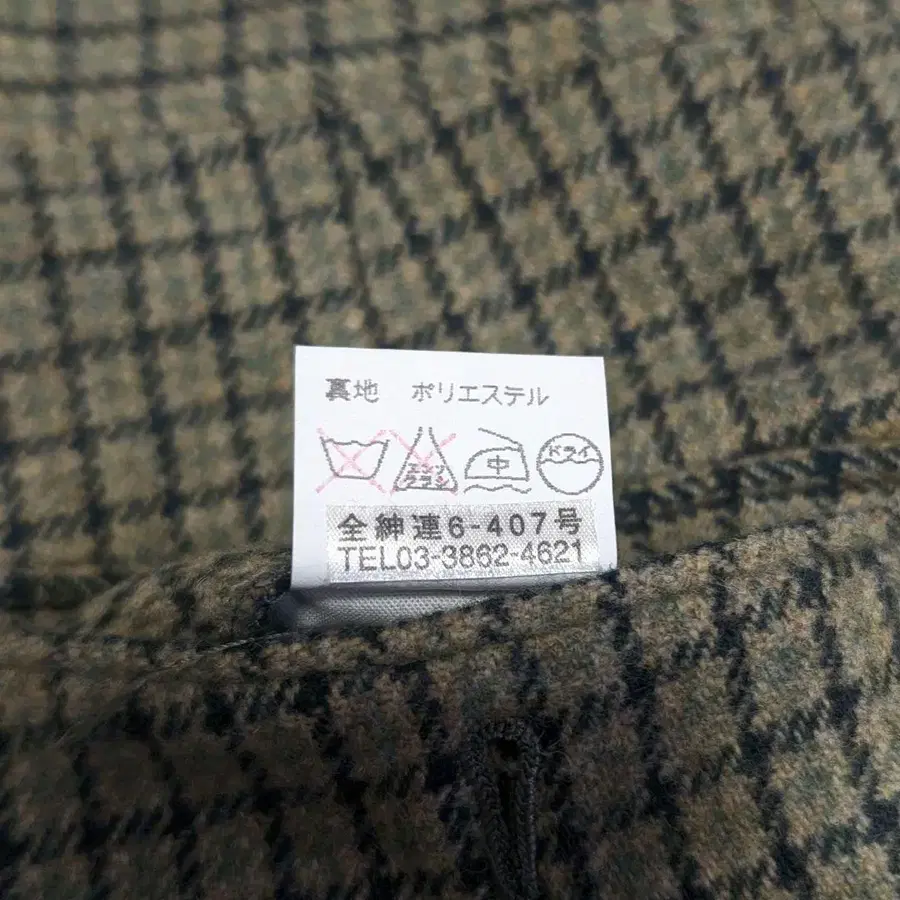 裏地 ポリエステル
エンソ
サラシ
中
ドライ
全紳連6-407号
TEL03-3862-4621